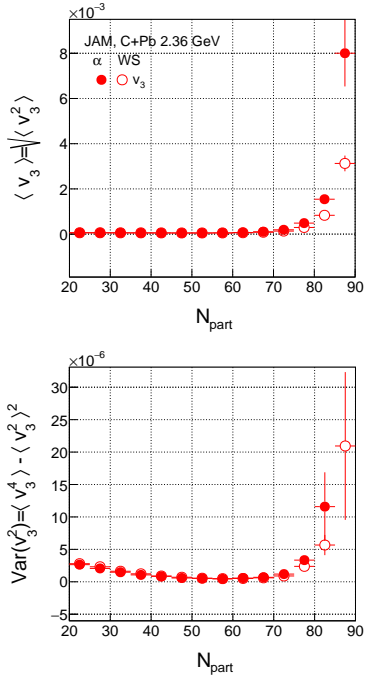 ×10⁻³
JAM, C+Pb 2.36 GeV
α WS
v₃
8
6
4
2
0
⟨ v₃ ⟩=√⟨ v₃² ⟩
20 30 40 50 60 70 80 90
N_part
×10⁻⁶
30
25
20
15
10
5
0
−5
Var(v₃²)=⟨ v₃⁴ ⟩ - ⟨ v₃² ⟩²
20 30 40 50 60 70 80 90
N_part